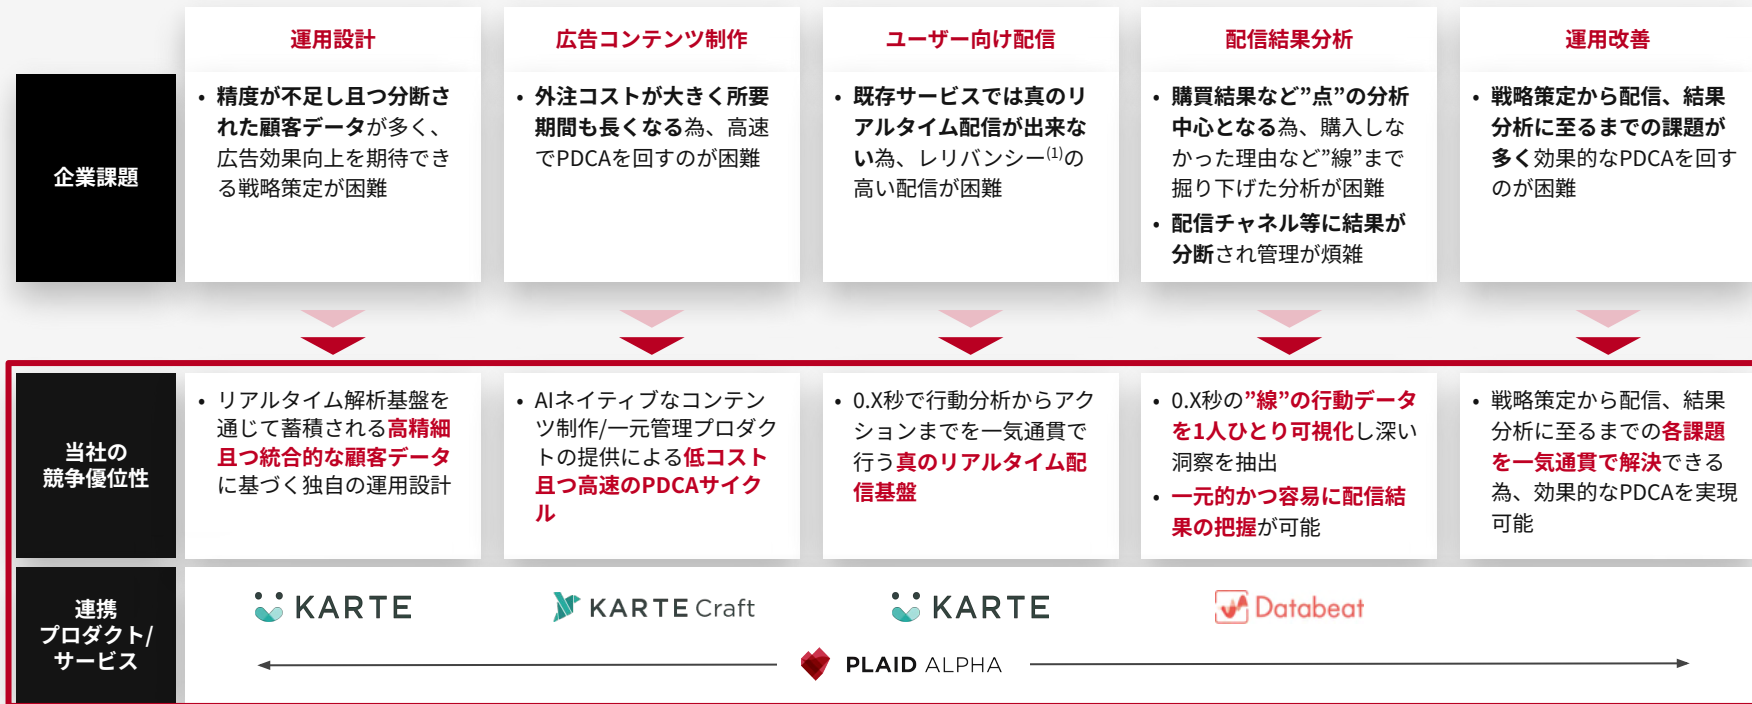 運用設計
広告コンテンツ制作
ユーザー向け配信
配信結果分析
運用改善
企業課題
• 精度が不足し且つ分断さ
れた顧客データが多く、
広告効果向上を期待でき
る戦略策定が困難
• 外注コストが大きく所要
期間も長くなる為、高速
でPDCAを回すのが困難
• 既存サービスでは真のリ
アルタイム配信が出来な
い為、レリバンシー(1)の
高い配信が困難
• 購買結果など”点”の分析
中心となる為、購入しな
かった理由など”線”まで
掘り下げた分析が困難
• 配信チャネル等に結果が
分断され管理が煩雑
• 戦略策定から配信、結果
分析に至るまでの課題が
多く効果的なPDCAを回す
のが困難
当社の
競争優位性
• リアルタイム解析基盤を
通じて蓄積される高精細
且つ統合的な顧客データ
に基づく独自の運用設計
• AIネイティブなコンテン
ツ制作/一元管理プロダク
トの提供による低コスト
且つ高速のPDCAサイク
ル
• 0.X秒で行動分析からアク
ションまでを一気通貫で
行う真のリアルタイム配
信基盤
• 0.X秒の”線”の行動データ
を1人ひとり可視化し深い
洞察を抽出
• 一元的かつ容易に配信結
果の把握が可能
• 戦略策定から配信、結果
分析に至るまでの各課題
を一気通貫で解決できる
為、効果的なPDCAを実現
可能
連携
プロダクト/
サービス
KARTE
KARTE Craft
KARTE
Databeat
PLAID ALPHA